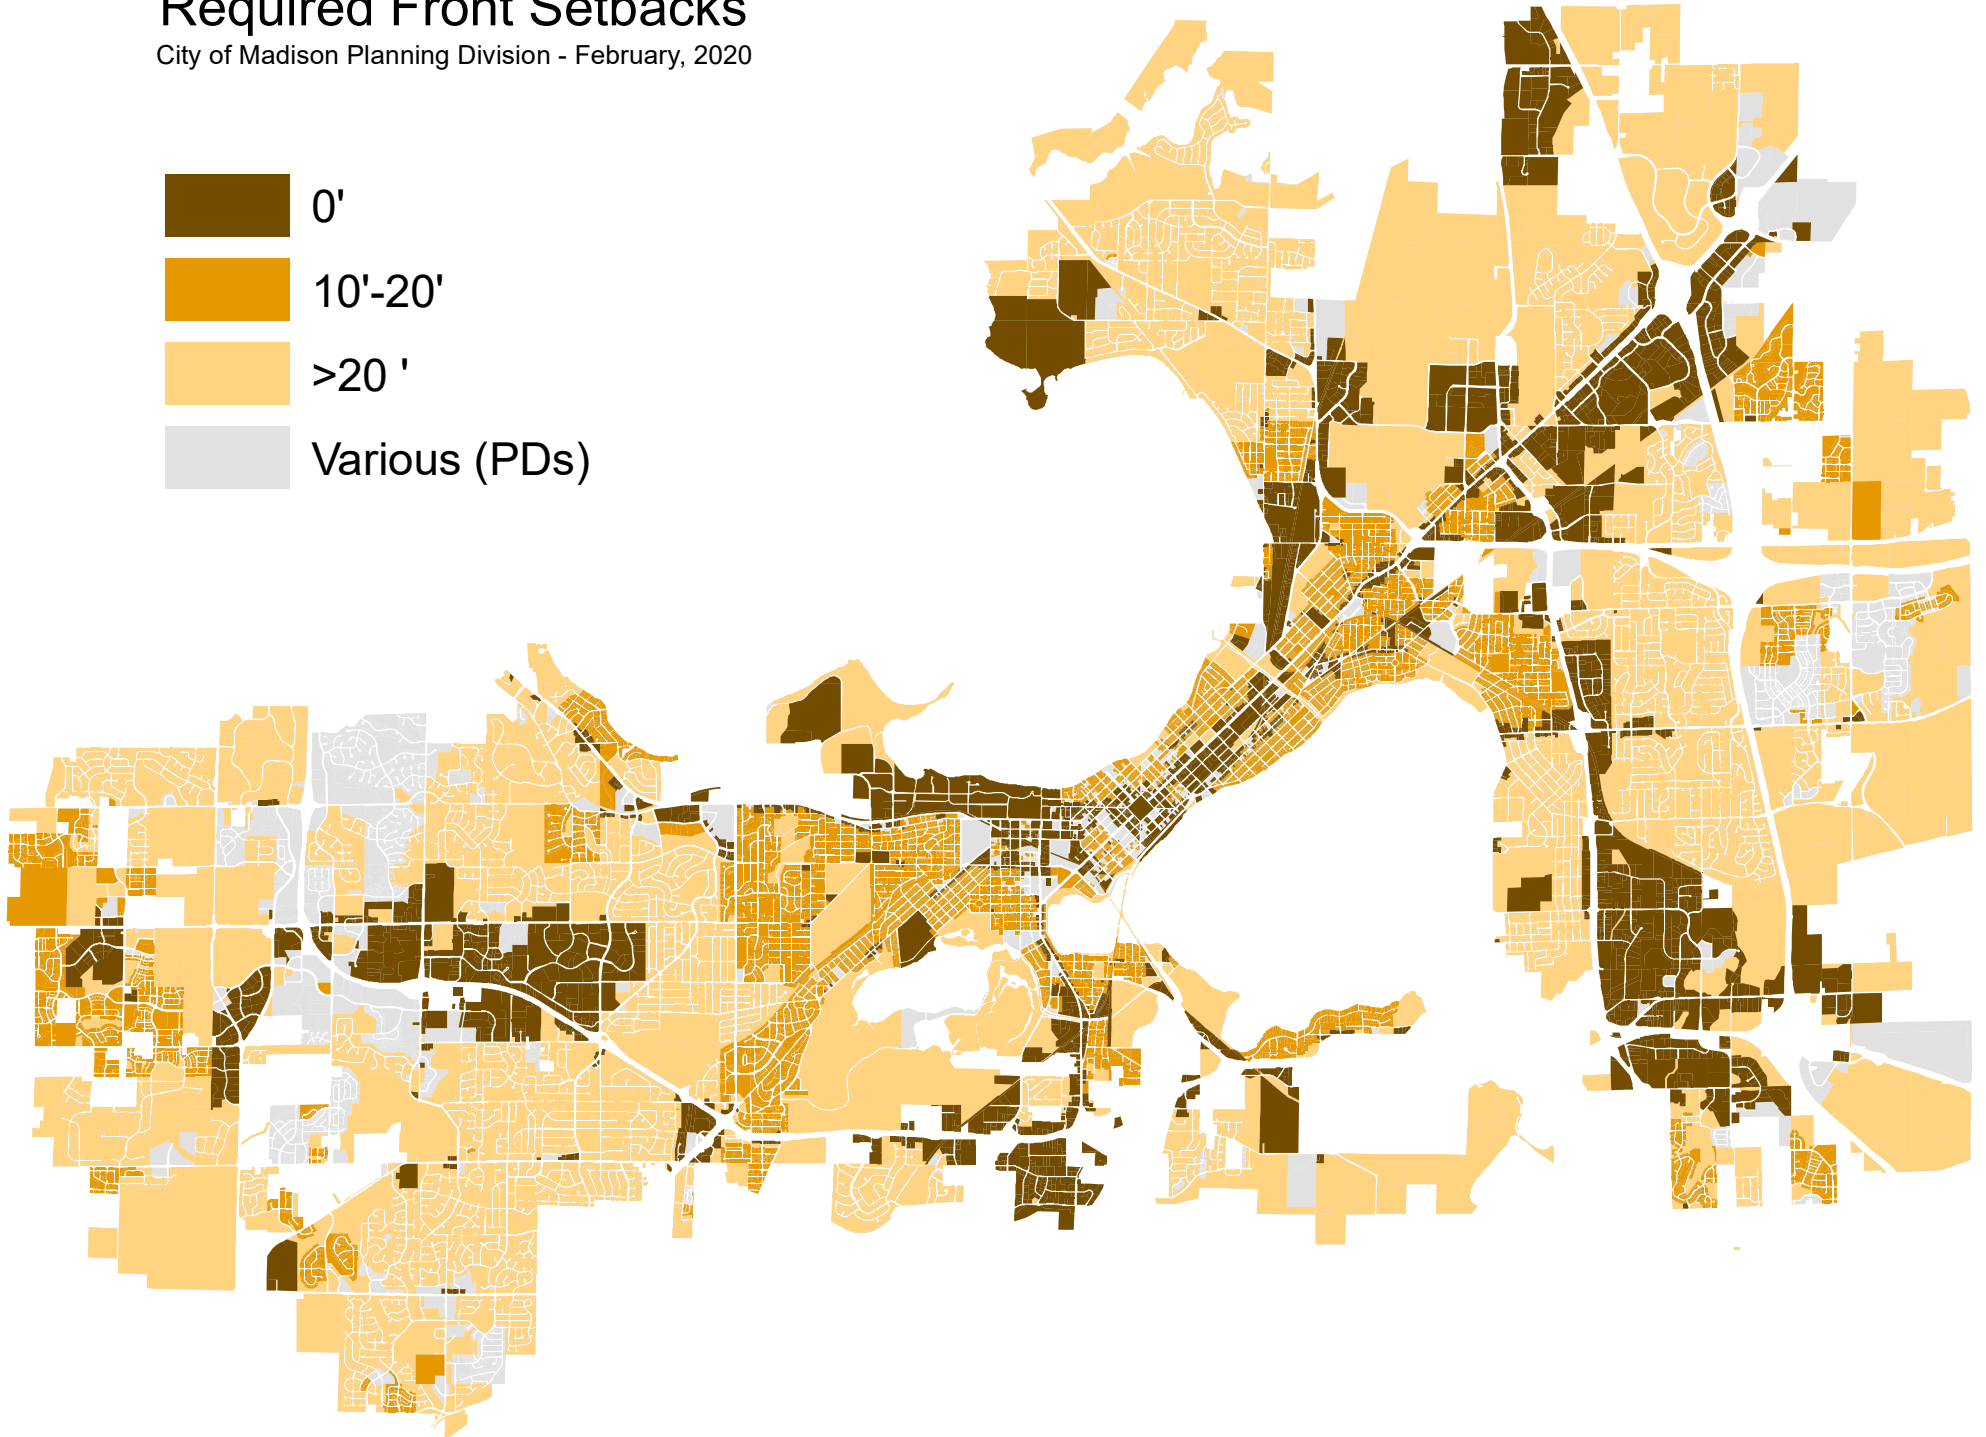 Required Front Setbacks
City of Madison Planning Division - February, 2020
0'
10'-20'
>20 '
Various (PDs)